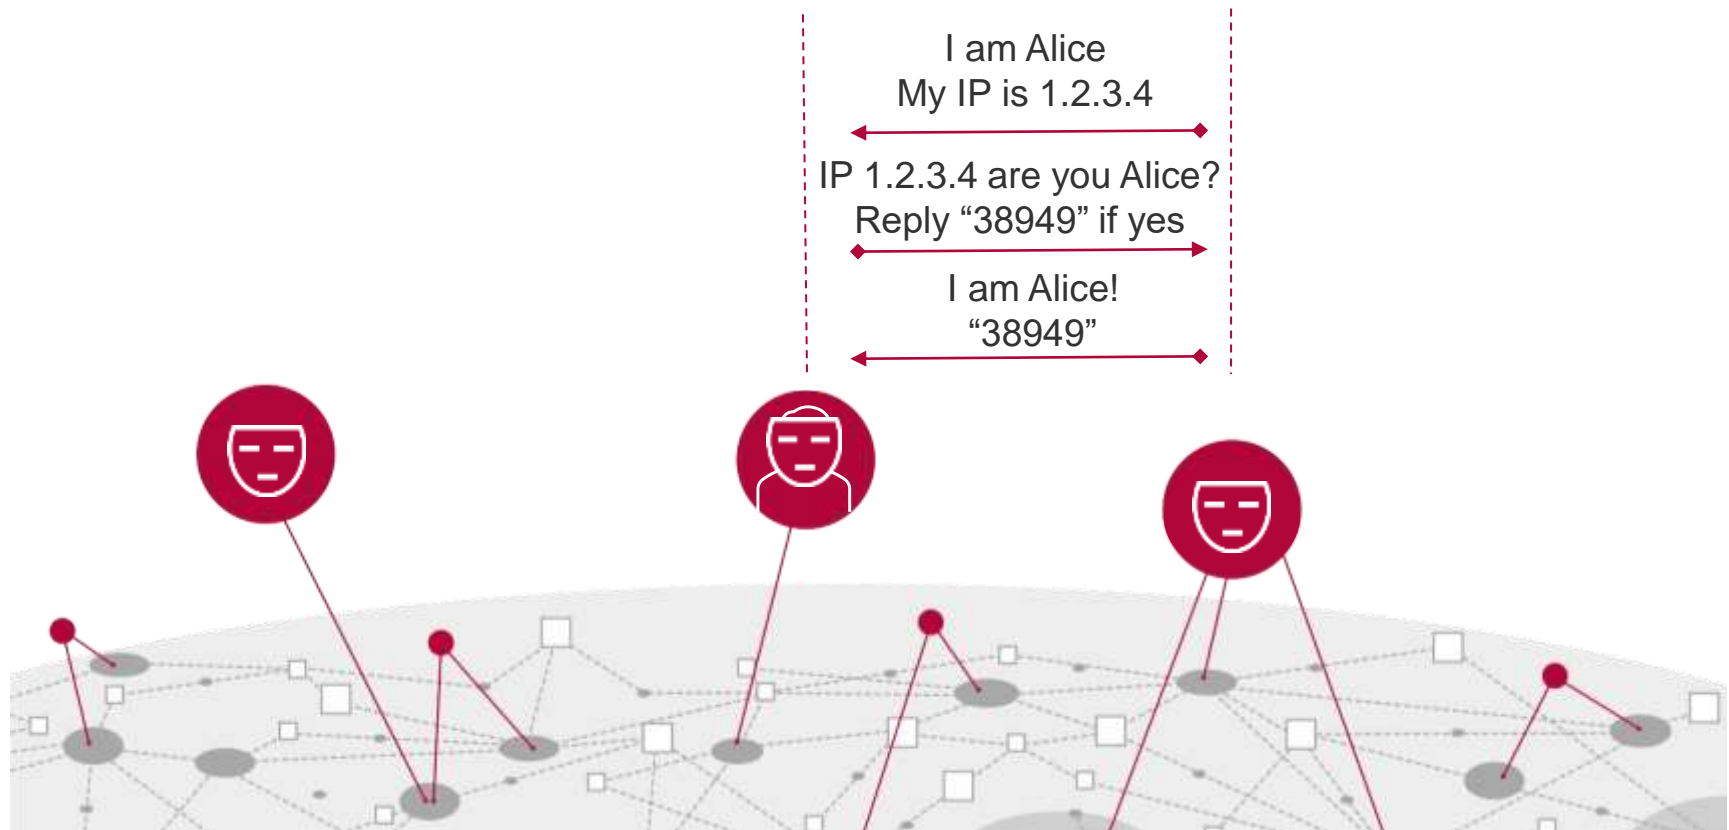 I am Alice
My IP is 1.2.3.4
IP 1.2.3.4 are you Alice?
Reply “38949” if yes
I am Alice!
“38949”